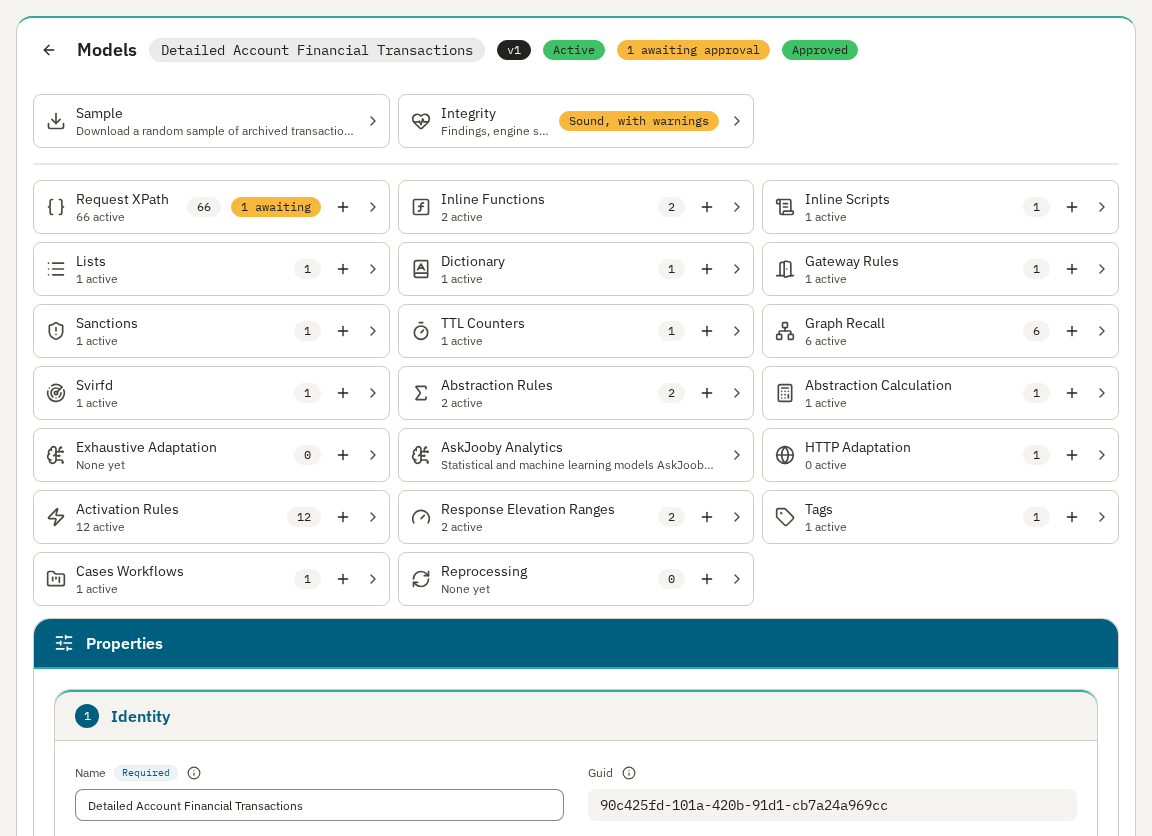 Models Detailed Account Financial Transactions v1 Active 1 awaiting approval Approved
Sample
Download a random sample of archived transactio...
Integrity
Findings, engine s...
Sound, with warnings
Request XPath
66 active
66
1 awaiting
Inline Functions
2 active
2
Inline Scripts
1 active
1
Lists
1 active
1
Dictionary
1 active
1
Gateway Rules
1 active
1
Sanctions
1 active
1
TTL Counters
1 active
1
Graph Recall
6 active
6
Svirfd
1 active
1
Abstraction Rules
2 active
2
Abstraction Calculation
1 active
1
Exhaustive Adaptation
None yet
0
AskJooby Analytics
Statistical and machine learning models AskJoob...
HTTP Adaptation
0 active
1
Activation Rules
12 active
12
Response Elevation Ranges
2 active
2
Tags
1 active
1
Cases Workflows
1 active
1
Reprocessing
None yet
0
Properties
1 Identity
Name Required
Detailed Account Financial Transactions
Guid
90c425fd-101a-420b-91d1-cb7a24a969cc